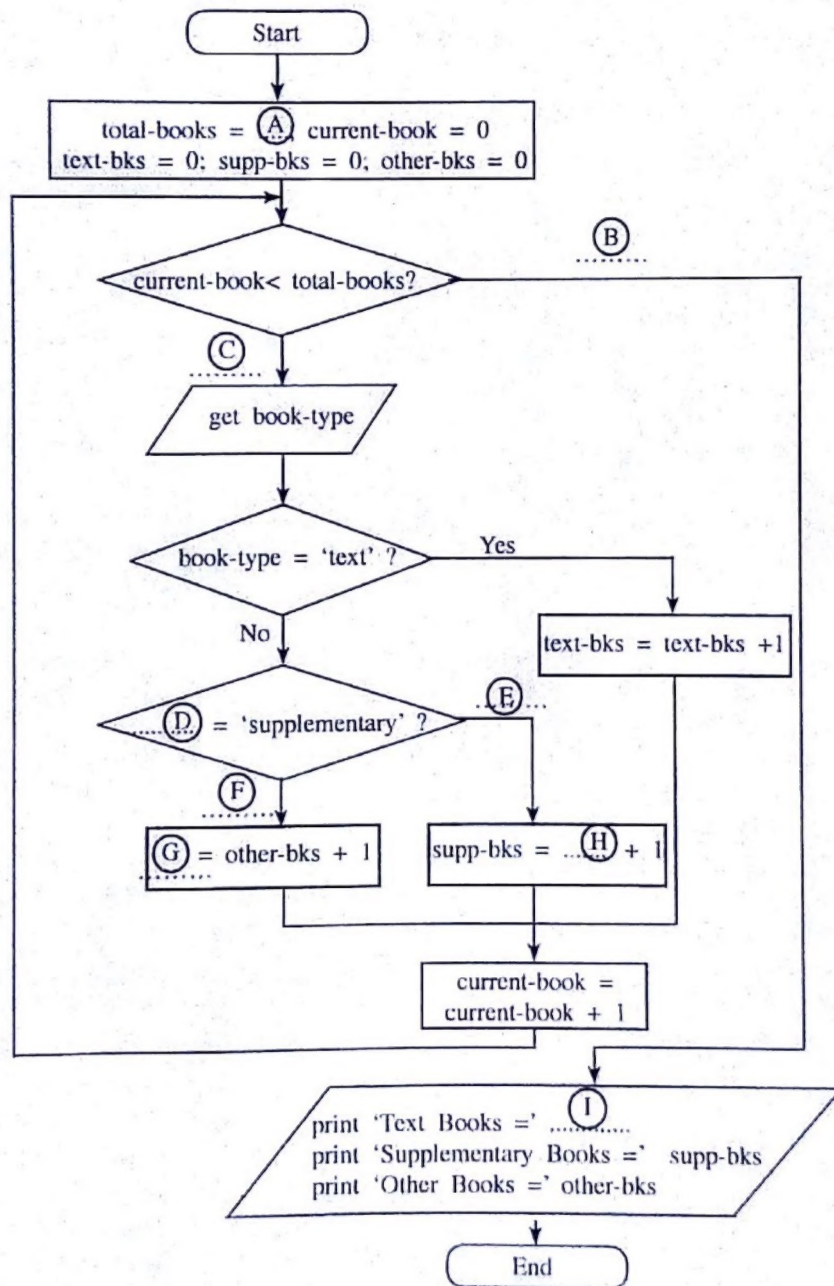 Start
total-books = Ⓐ, current-book = 0
text-bks = 0; supp-bks = 0; other-bks = 0
Ⓑ
current-book< total-books?
Ⓒ
get book-type
book-type = ‘text’ ?
Yes
No
text-bks = text-bks +1
Ⓓ = ‘supplementary’ ?
Ⓔ
Ⓕ
Ⓖ = other-bks + 1
supp-bks = ...Ⓗ + 1
current-book =
current-book + 1
print ‘Text Books =’ Ⓘ
print ‘Supplementary Books =’ supp-bks
print ‘Other Books =’ other-bks
End